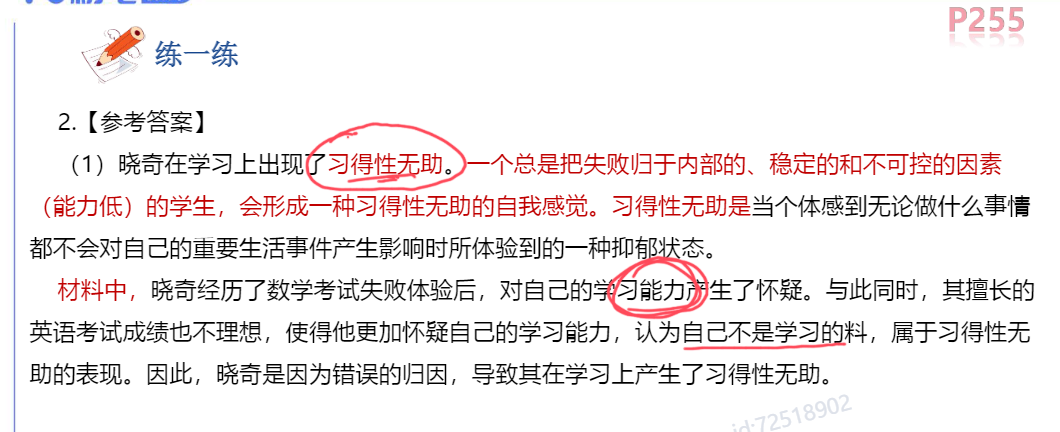 P255
练一练
2.【参考答案】
（1）晓奇在学习上出现了习得性无助。一个总是把失败归于内部的、稳定的和不可控的因素
（能力低）的学生，会形成一种习得性无助的自我感觉。习得性无助是当个体感到无论做什么事情
都不会对自己的重要生活事件产生影响时所体验到的一种抑郁状态。
材料中，晓奇经历了数学考试失败体验后，对自己的学习能力产生了怀疑。与此同时，其擅长的
英语考试成绩也不理想，使得他更加怀疑自己的学习能力，认为自己不是学习的料，属于习得性无
助的表现。因此，晓奇是因为错误的归因，导致其在学习上产生了习得性无助。
id:72518902